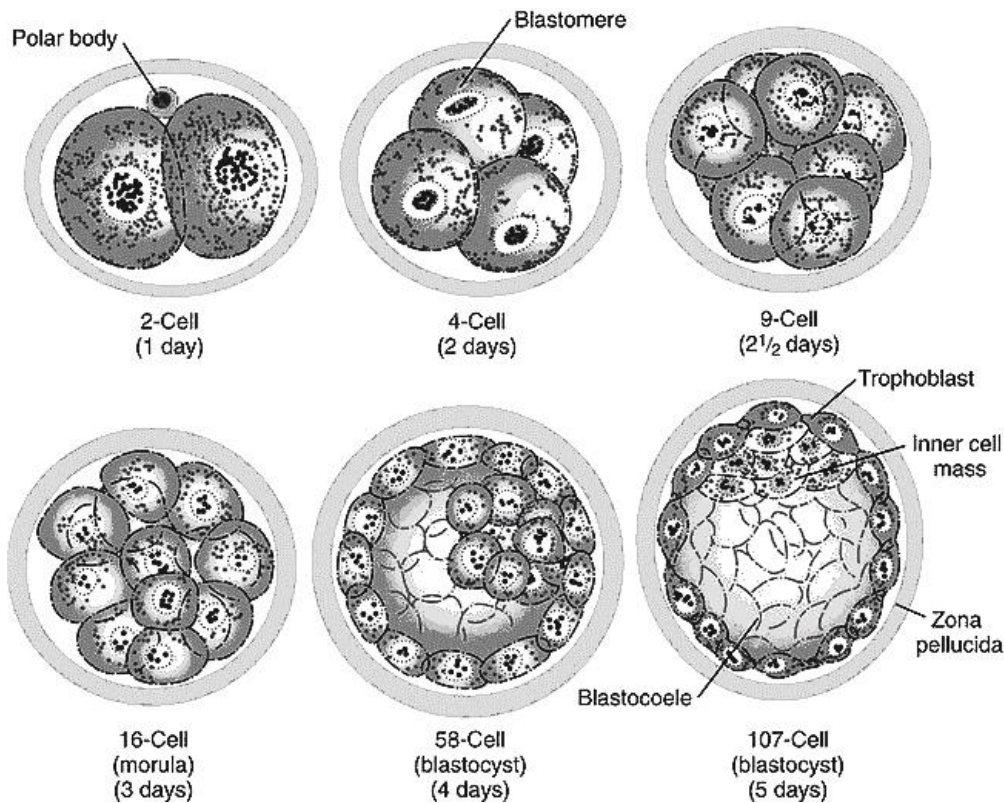 Polar body
Blastomere
2-Cell
(1 day)
4-Cell
(2 days)
9-Cell
(2¹/₂ days)
Trophoblast
Inner cell
mass
Zona
pellucida
Blastocoele
16-Cell
(morula)
(3 days)
58-Cell
(blastocyst)
(4 days)
107-Cell
(blastocyst)
(5 days)